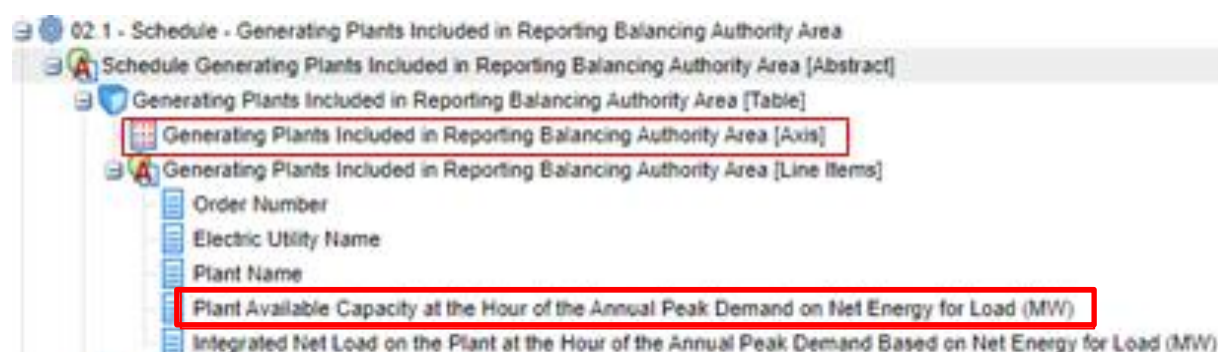 02.1 - Schedule - Generating Plants Included in Reporting Balancing Authority Area
Schedule Generating Plants Included in Reporting Balancing Authority Area [Abstract]
Generating Plants Included in Reporting Balancing Authority Area [Table]
Generating Plants Included in Reporting Balancing Authority Area [Axis]
Generating Plants Included in Reporting Balancing Authority Area [Line Items]
Order Number
Electric Utility Name
Plant Name
Plant Available Capacity at the Hour of the Annual Peak Demand on Net Energy for Load (MW)
Integrated Net Load on the Plant at the Hour of the Annual Peak Demand Based on Net Energy for Load (MW)